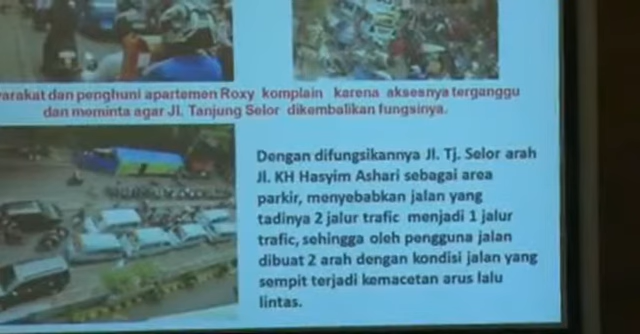 arakat dan penghuni apartemen Roxy komplain karena aksesnya terganggu
dan meminta agar Jl. Tanjung Selor dikembalikan fungsinya.
Dengan difungsikannya Jl. Tj. Selor arah
Jl. KH Hasyim Ashari sebagai area
parkir, menyebabkan jalan yang
tadinya 2 jalur trafic menjadi 1 jalur
trafic, sehingga oleh pengguna jalan
dibuat 2 arah dengan kondisi jalan yang
sempit terjadi kemacetan arus lalu
lintas.